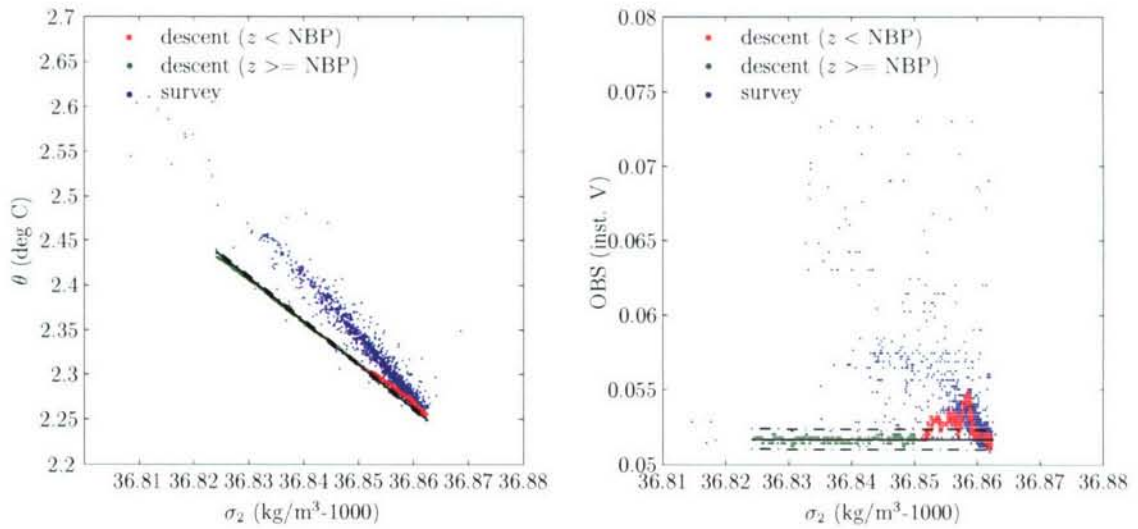 2.7
descent (z < NBP)
descent (z >= NBP)
survey
2.65
2.6
2.55
2.5
2.45
2.4
2.35
2.3
2.25
2.2
θ (deg C)
36.81 36.82 36.83 36.84 36.85 36.86 36.87 36.88
σ₂ (kg/m³-1000)
0.08
descent (z < NBP)
descent (z >= NBP)
survey
0.075
0.07
0.065
0.06
0.055
0.05
OBS (inst. V)
36.81 36.82 36.83 36.84 36.85 36.86 36.87 36.88
σ₂ (kg/m³-1000)